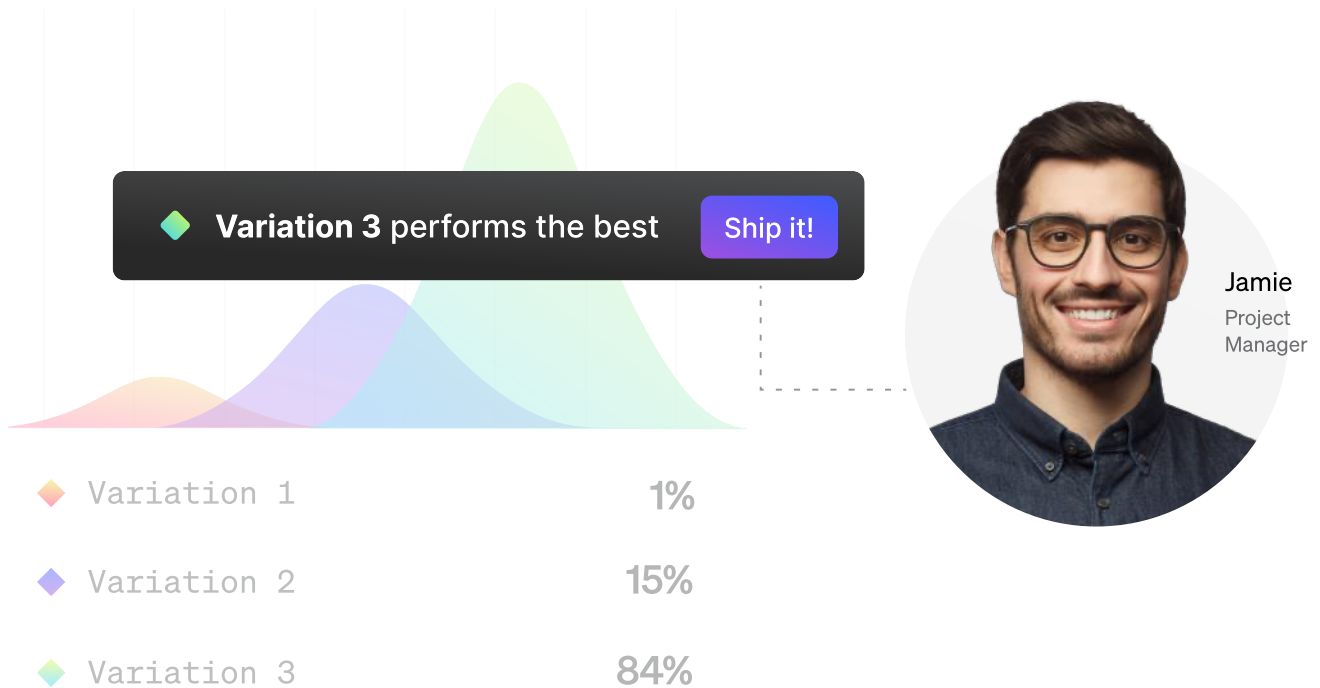 Variation 3 performs the best
Ship it!
Jamie
Project
Manager
Variation 1
1%
Variation 2
15%
Variation 3
84%